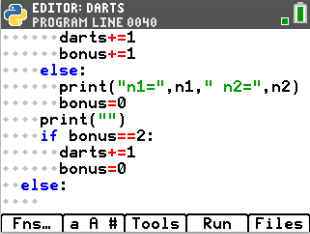 EDITOR: DARTS
PROGRAM LINE 0040
darts+=1
bonus+=1
else:
print("n1=",n1," n2=",n2)
bonus=0
print("")
if bonus==2:
darts+=1
bonus=0
else:
Fns… a A # Tools Run Files